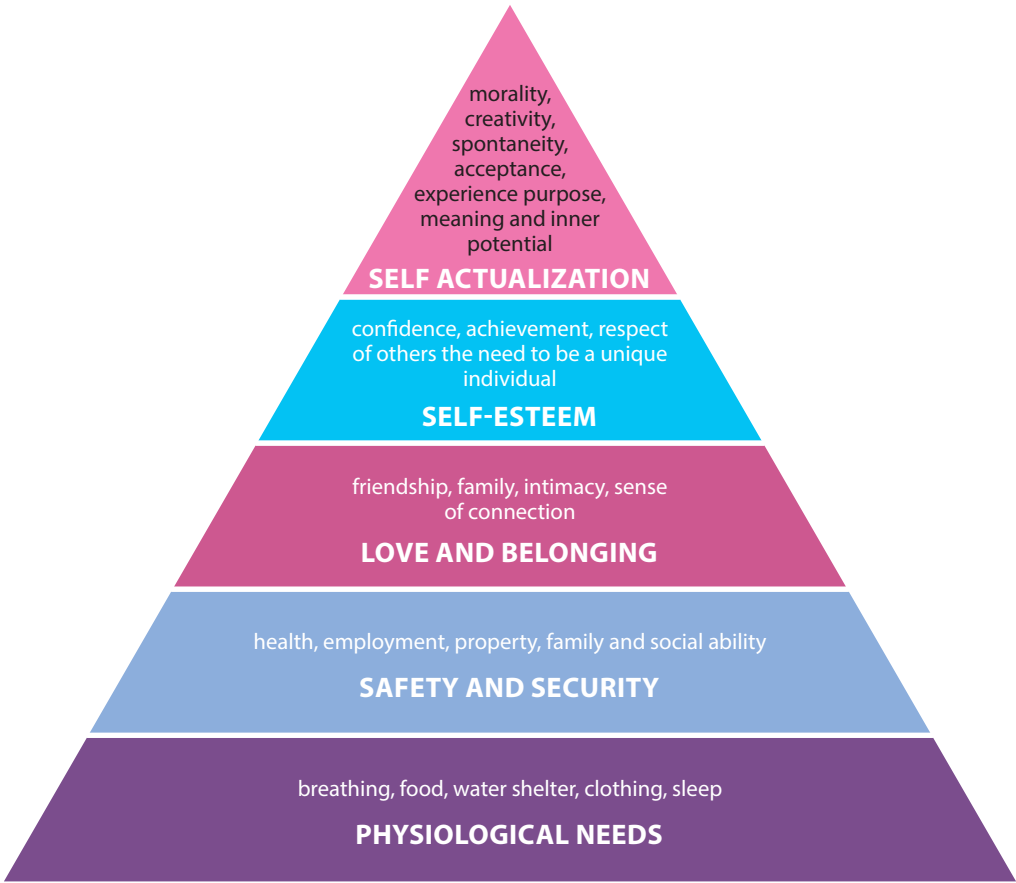 morality,
creativity,
spontaneity,
acceptance,
experience purpose,
meaning and inner
potential
SELF ACTUALIZATION
confidence, achievement, respect
of others the need to be a unique
individual
SELF-ESTEEM
friendship, family, intimacy, sense
of connection
LOVE AND BELONGING
health, employment, property, family and social ability
SAFETY AND SECURITY
breathing, food, water shelter, clothing, sleep
PHYSIOLOGICAL NEEDS